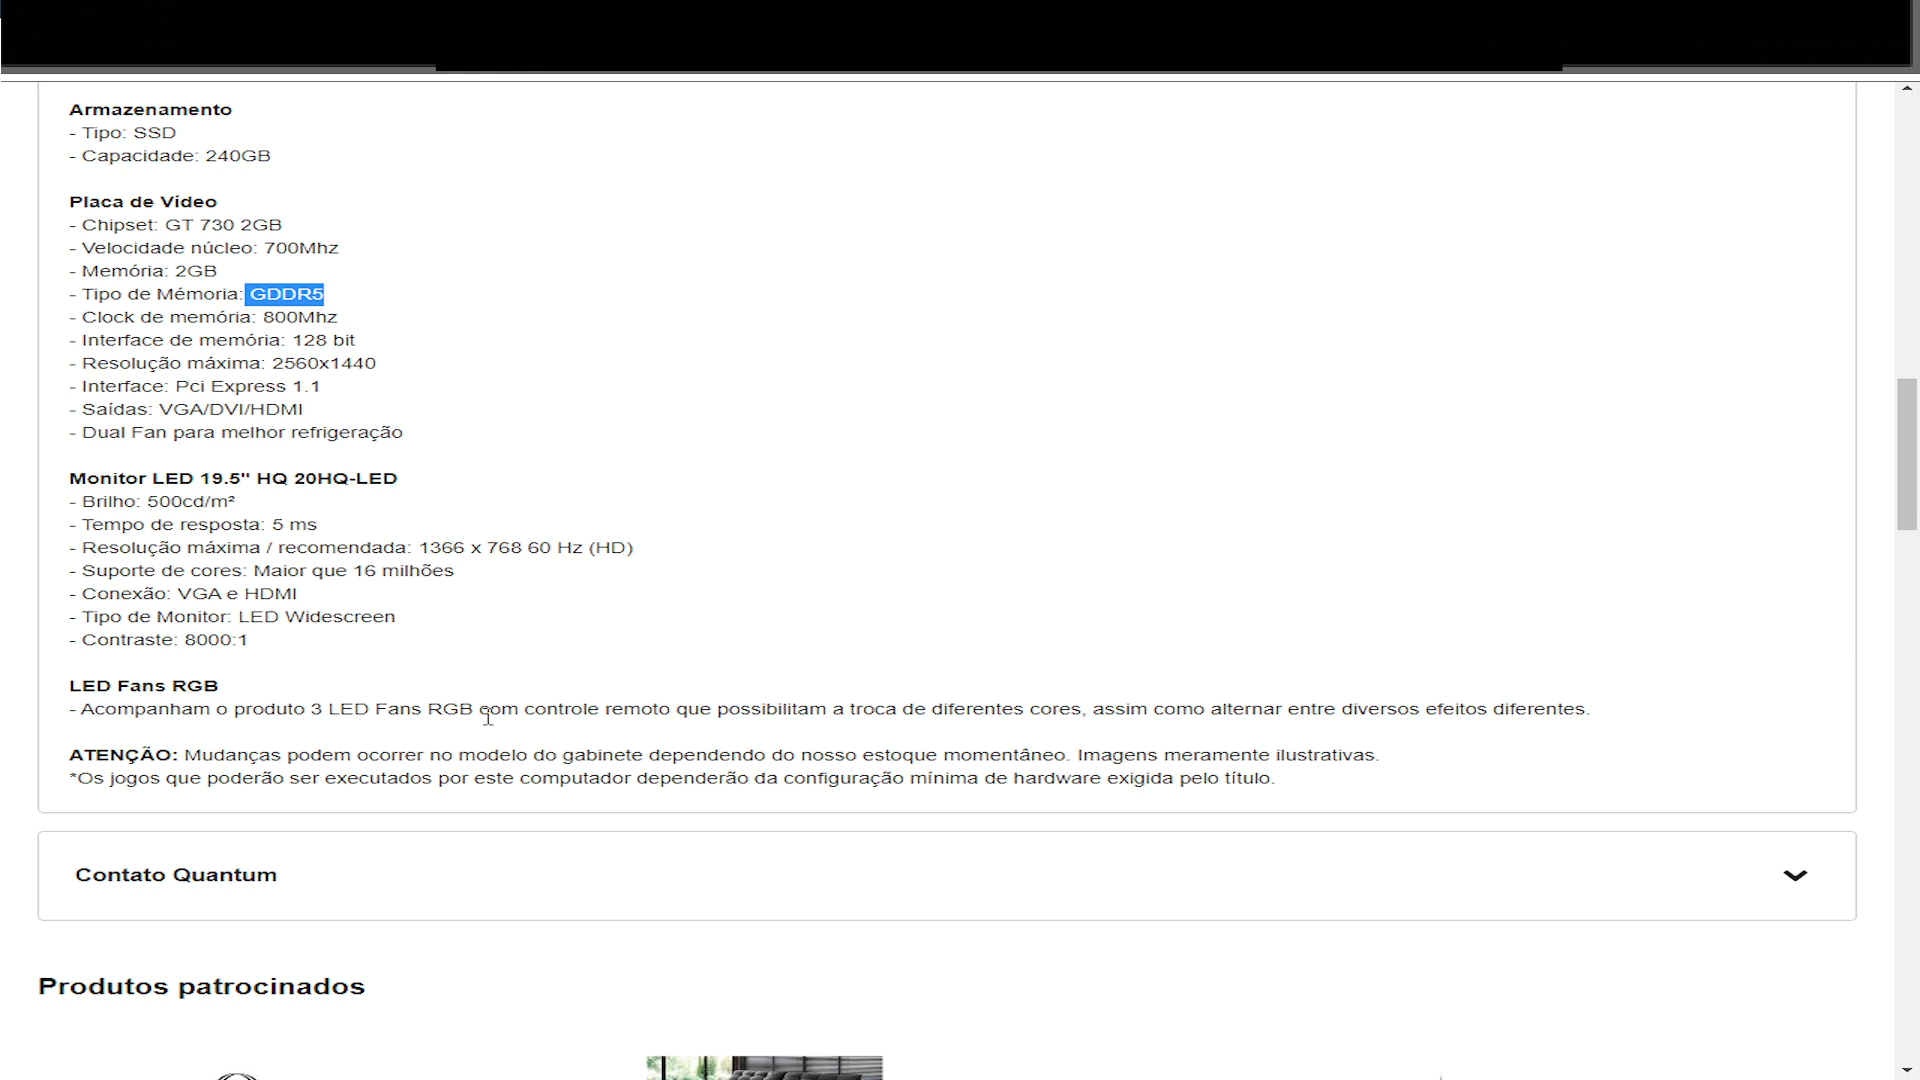 Armazenamento
- Tipo: SSD
- Capacidade: 240GB
Placa de Vídeo
- Chipset: GT 730 2GB
- Velocidade núcleo: 700Mhz
- Memória: 2GB
- Tipo de Mémoria: GDDR5
- Clock de memória: 800Mhz
- Interface de memória: 128 bit
- Resolução máxima: 2560x1440
- Interface: Pci Express 1.1
- Saídas: VGA/DVI/HDMI
- Dual Fan para melhor refrigeração
Monitor LED 19.5" HQ 20HQ-LED
- Brilho: 500cd/m²
- Tempo de resposta: 5 ms
- Resolução máxima / recomendada: 1366 x 768 60 Hz (HD)
- Suporte de cores: Maior que 16 milhões
- Conexão: VGA e HDMI
- Tipo de Monitor: LED Widescreen
- Contraste: 8000:1
LED Fans RGB
- Acompanham o produto 3 LED Fans RGB com controle remoto que possibilitam a troca de diferentes cores, assim como alternar entre diversos efeitos diferentes.
ATENÇÃO: Mudanças podem ocorrer no modelo do gabinete dependendo do nosso estoque momentâneo. Imagens meramente ilustrativas.
*Os jogos que poderão ser executados por este computador dependerão da configuração mínima de hardware exigida pelo título.
Contato Quantum
Produtos patrocinados